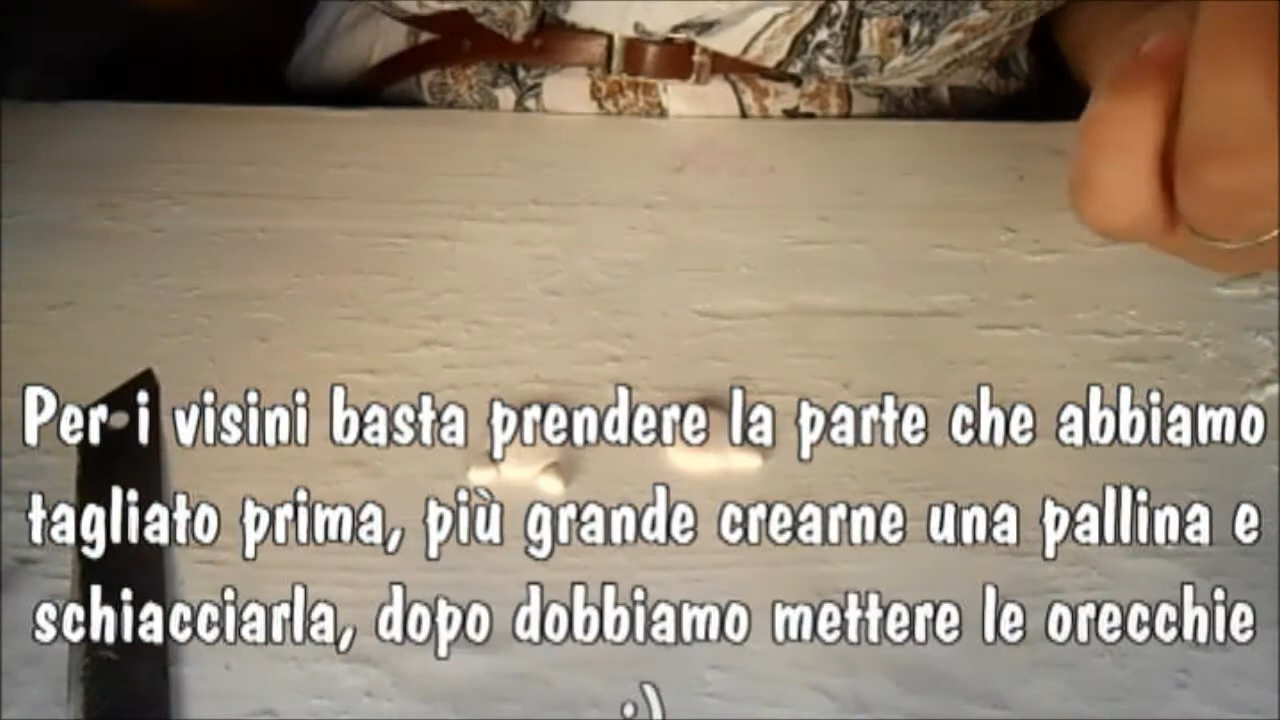 Per i visini basta prendere la parte che abbiamo
tagliato prima, più grande crearne una pallina e
schiacciarla, dopo dobbiamo mettere le orecchie
:)